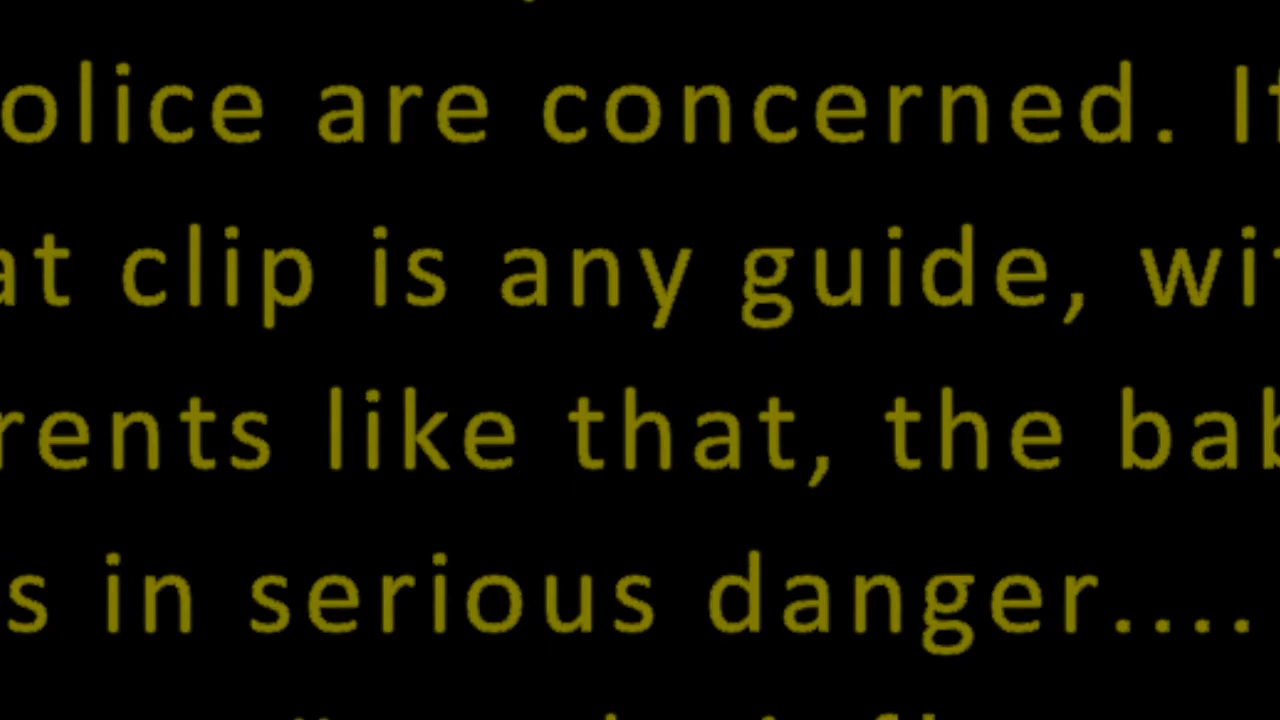 olice are concerned. If
at clip is any guide, wit
rents like that, the bab
s in serious danger....